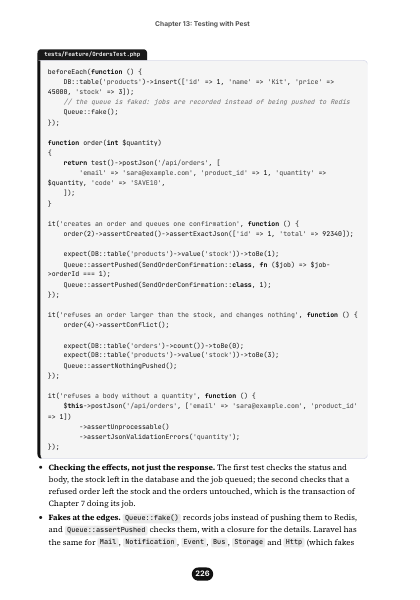 Chapter 13: Testing with Pest
tests/Feature/OrdersTest.php
beforeEach(function () {
    DB::table('products')->insert(['id' => 1, 'name' => 'Kit', 'price' =>
45000, 'stock' => 3]);
    // the queue is faked: jobs are recorded instead of being pushed to Redis
    Queue::fake();
});

function order(int $quantity)
{
    return test()->postJson('/api/orders', [
        'email' => 'sara@example.com', 'product_id' => 1, 'quantity' =>
$quantity, 'code' => 'SAVE10',
    ]);
}

it('creates an order and queues one confirmation', function () {
    order(2)->assertCreated()->assertExactJson(['id' => 1, 'total' => 92340]);

    expect(DB::table('products')->value('stock'))->toBe(1);
    Queue::assertPushed(SendOrderConfirmation::class, fn ($job) => $job-
>orderId === 1);
    Queue::assertPushed(SendOrderConfirmation::class, 1);
});

it('refuses an order larger than the stock, and changes nothing', function () {
    order(4)->assertConflict();

    expect(DB::table('orders')->count())->toBe(0);
    expect(DB::table('products')->value('stock'))->toBe(3);
    Queue::assertNothingPushed();
});

it('refuses a body without a quantity', function () {
    $this->postJson('/api/orders', ['email' => 'sara@example.com', 'product_id'
=> 1])
        ->assertUnprocessable()
        ->assertJsonValidationErrors('quantity');
});
• Checking the effects, not just the response. The first test checks the status and
body, the stock left in the database and the job queued; the second checks that a
refused order left the stock and the orders untouched, which is the transaction of
Chapter 7 doing its job.
• Fakes at the edges. Queue::fake() records jobs instead of pushing them to Redis,
and Queue::assertPushed checks them, with a closure for the details. Laravel has
the same for Mail, Notification, Event, Bus, Storage and Http (which fakes
226